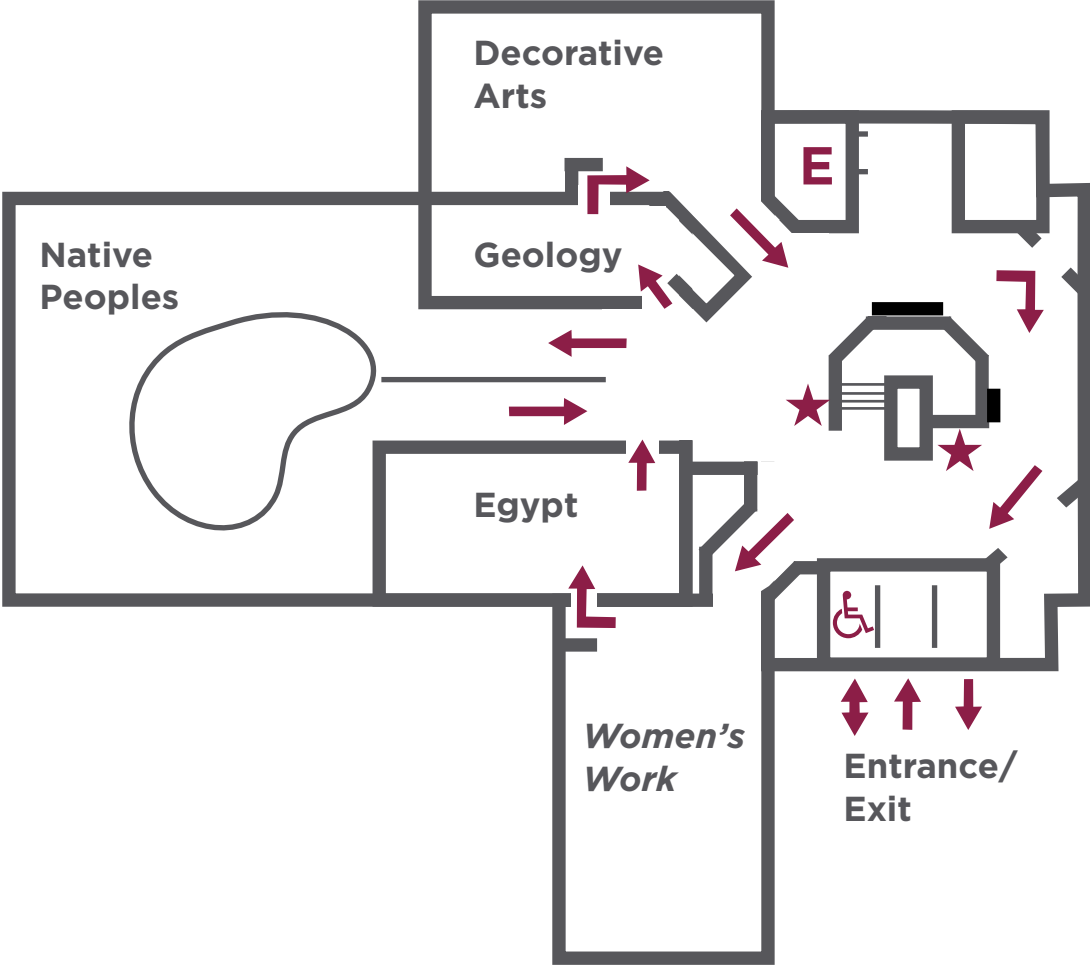 Decorative
Arts
E
Native
Peoples
Geology
Egypt
Women's
Work
Entrance/
Exit